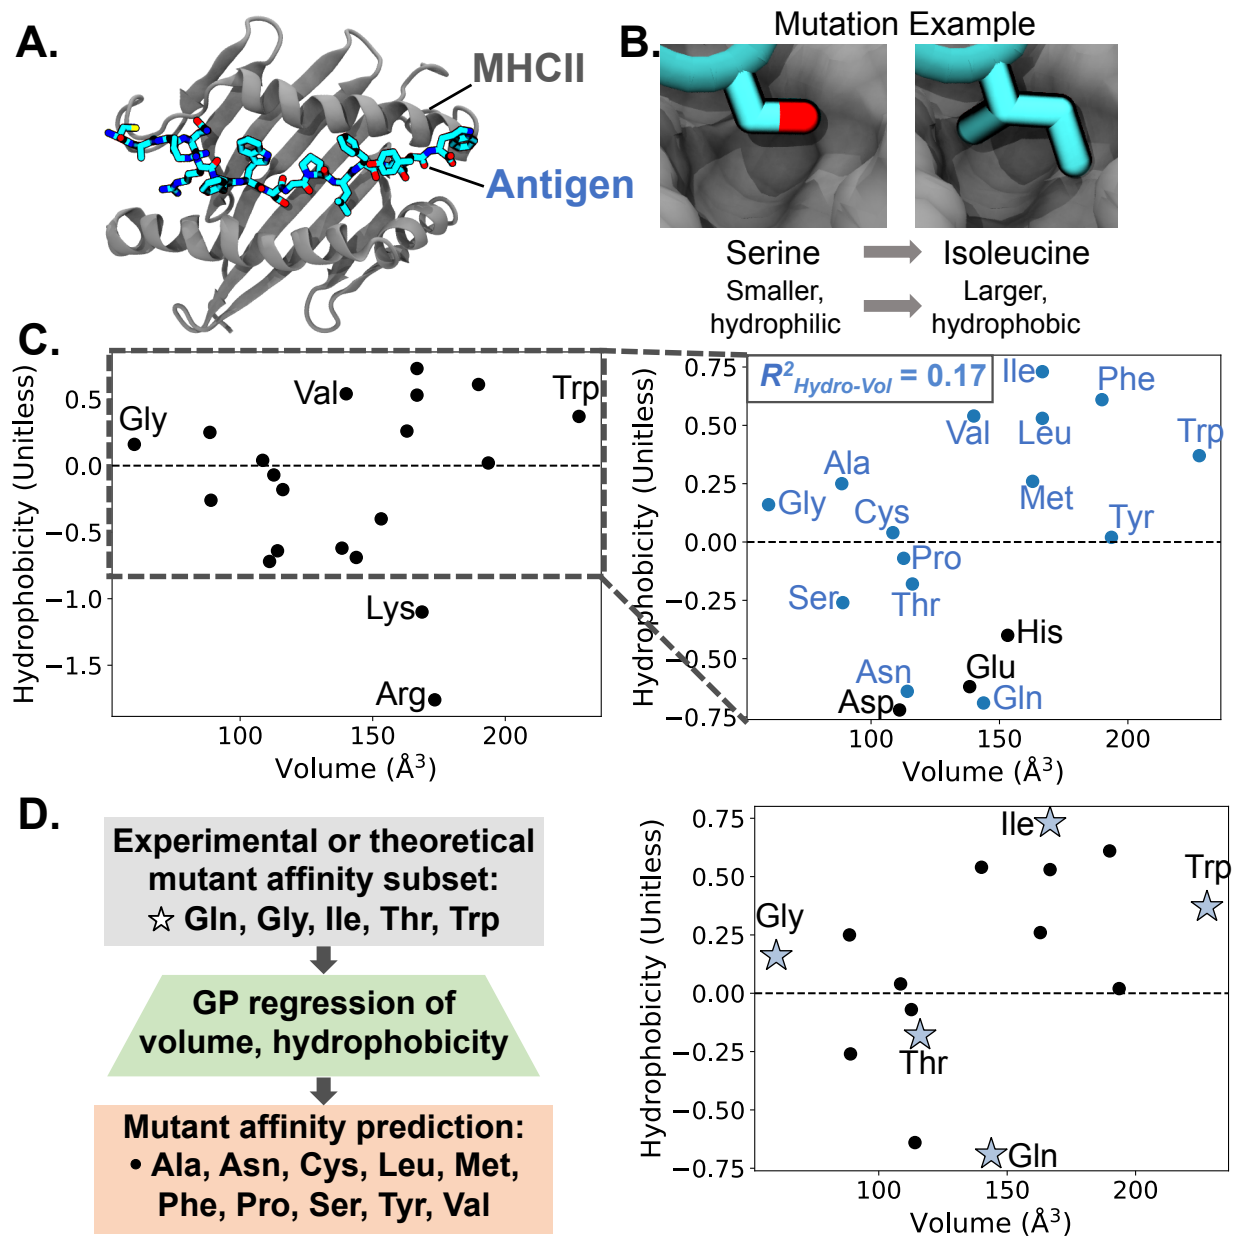 A.
MHCII
Antigen
B.
Mutation Example
Serine
Isoleucine
Smaller,
hydrophilic
Larger,
hydrophobic
C.
Hydrophobicity (Unitless)
0.5
0.0
−0.5
−1.0
−1.5
Gly
Val
Trp
Lys
Arg
100
150
200
Volume (Å³)
R²Hydro-Vol = 0.17
Hydrophobicity (Unitless)
0.75
0.50
0.25
0.00
−0.25
−0.50
−0.75
Ile
Phe
Val
Leu
Trp
Ala
Met
Gly
Cys
Tyr
Pro
Ser
Thr
His
Asn
Glu
Asp
Gln
100
150
200
Volume (Å³)
D.
Experimental or theoretical
mutant affinity subset:
☆ Gln, Gly, Ile, Thr, Trp
GP regression of
volume, hydrophobicity
Mutant affinity prediction:
• Ala, Asn, Cys, Leu, Met,
Phe, Pro, Ser, Tyr, Val
Hydrophobicity (Unitless)
0.75
0.50
0.25
0.00
−0.25
−0.50
−0.75
Ile
Trp
Gly
Thr
Gln
100
150
200
Volume (Å³)